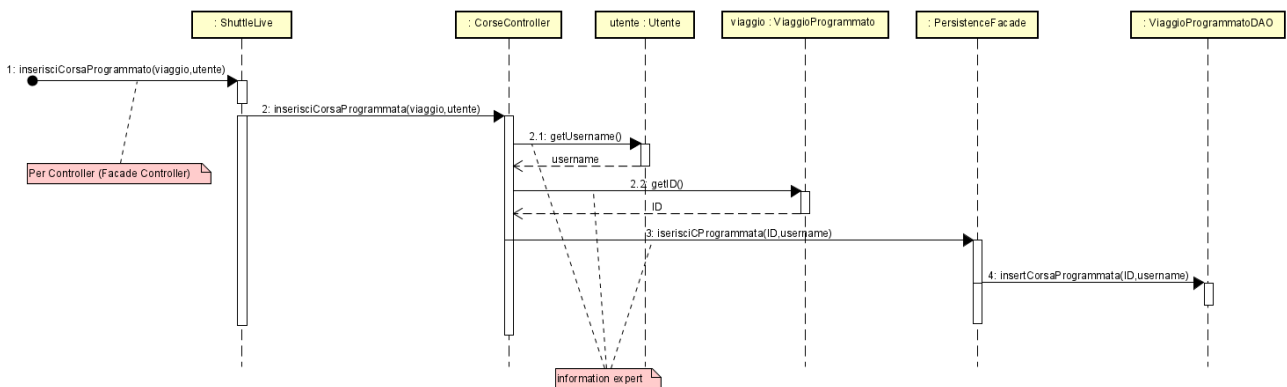 : ShuttleLive
: CorseController
utente : Utente
viaggio : ViaggioProgrammato
: PersistenceFacade
: ViaggioProgrammatoDAO
1: inserisciCorsaProgrammato(viaggio,utente)
2: inserisciCorsaProgrammata(viaggio,utente)
2.1: getUsername()
username
Per Controller (Facade Controller)
2.2: getID()
ID
3: iserisciCProgrammata(ID,username)
4: insertCorsaProgrammata(ID,username)
information expert